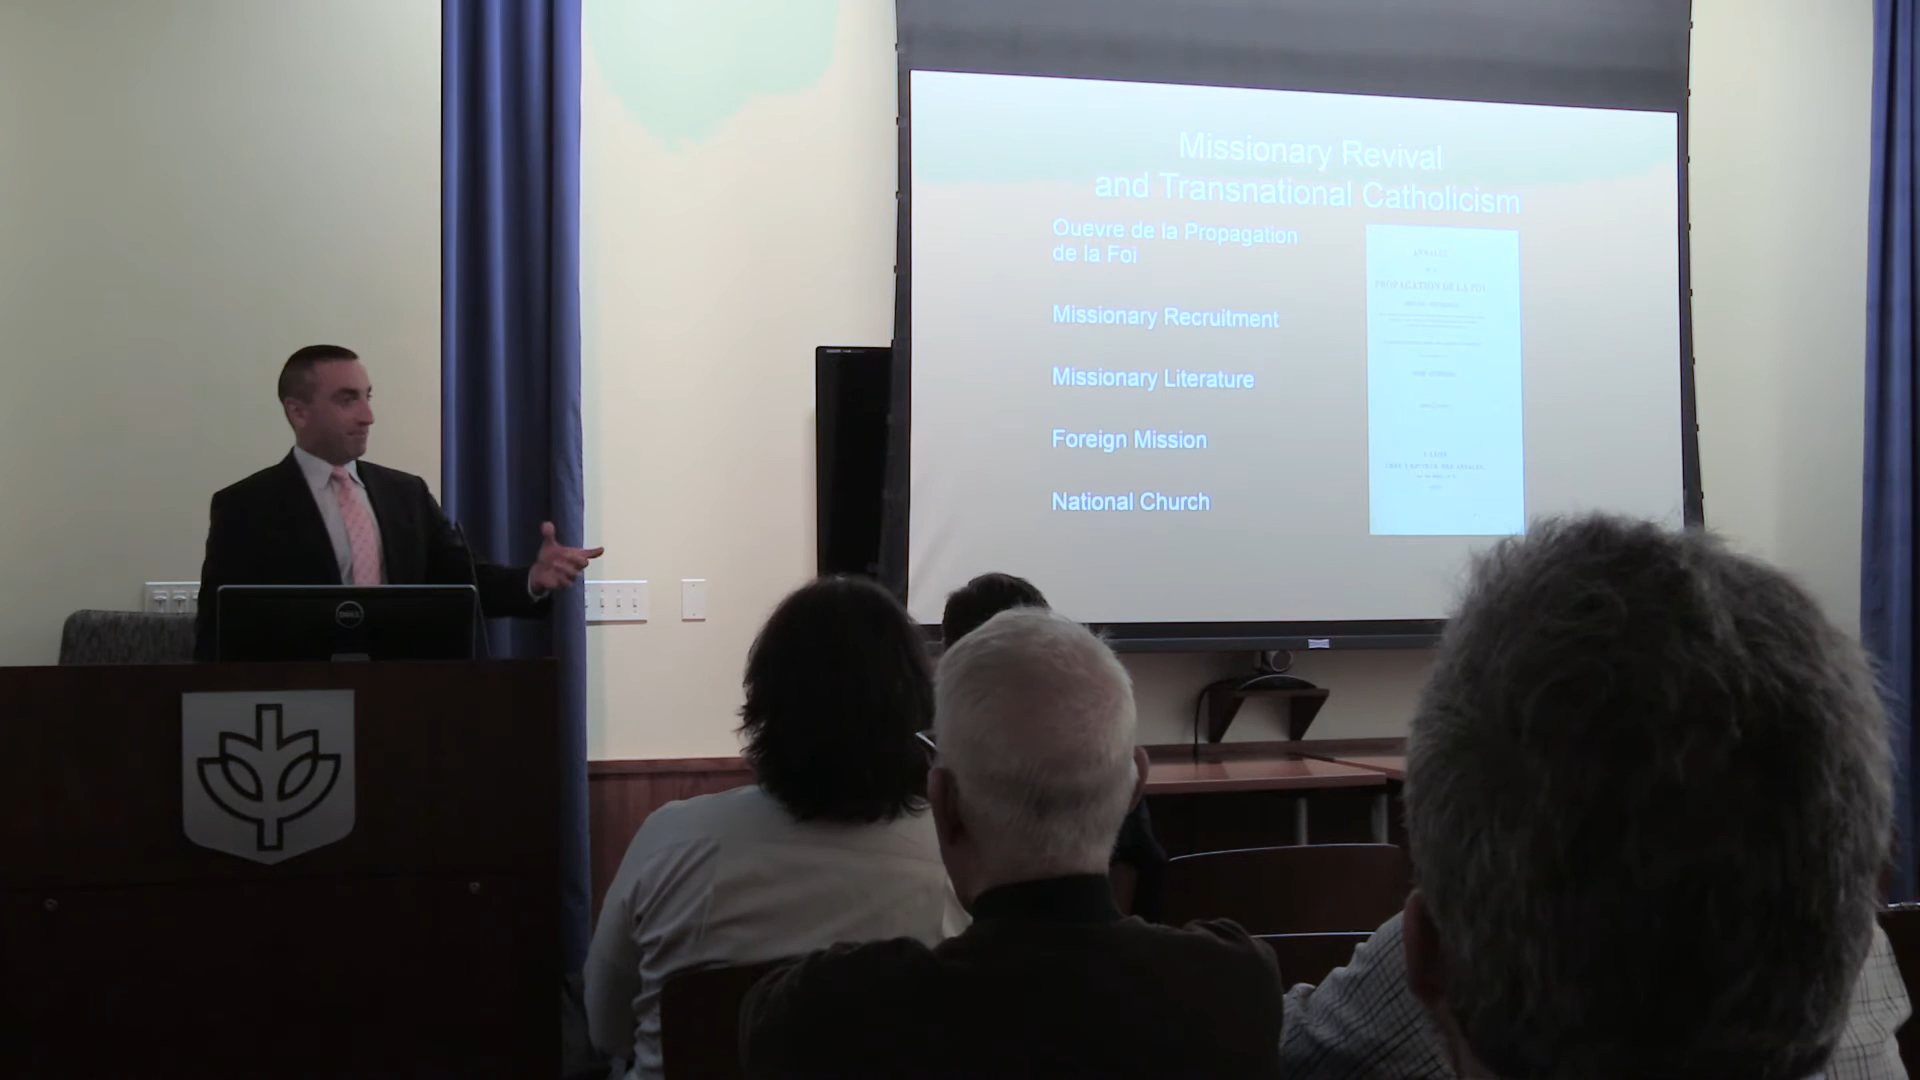 Missionary Revival
and Transnational Catholicism
Ouevre de la Propagation
de la Foi
Missionary Recruitment
Missionary Literature
Foreign Mission
National Church
ANNALES
PROPAGATION DE LA FOI
DELL